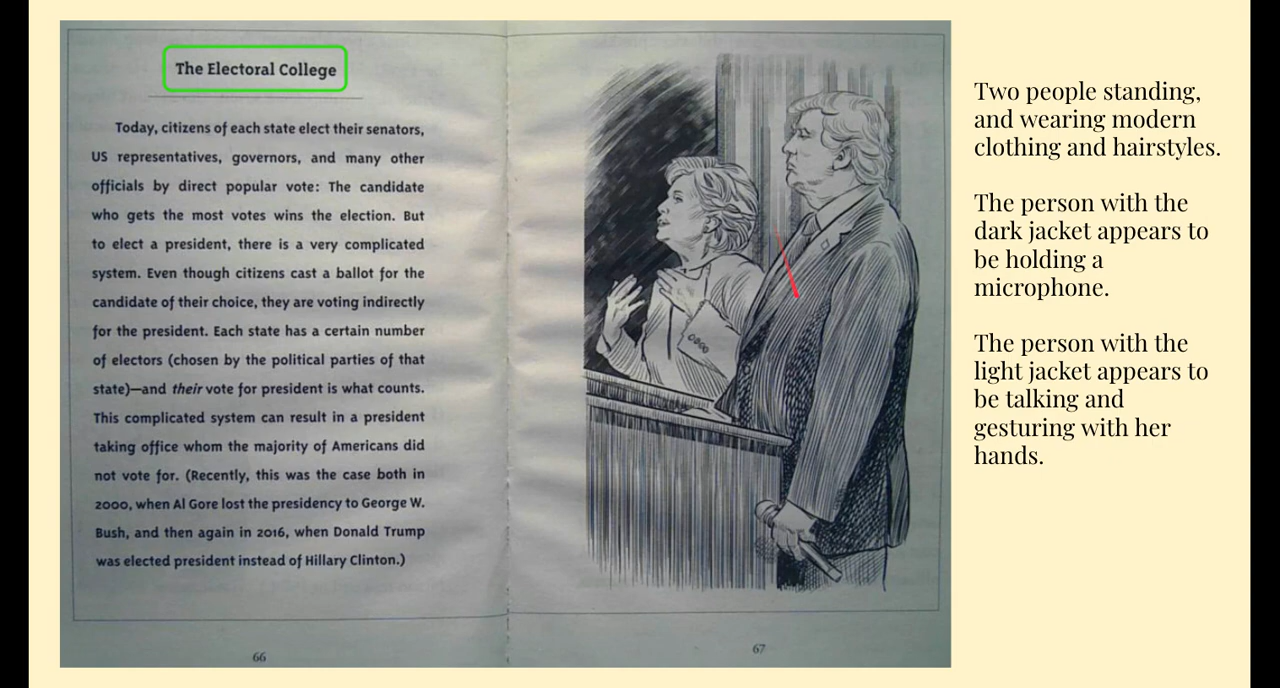 The Electoral College
Today, citizens of each state elect their senators,
US representatives, governors, and many other
officials by direct popular vote: The candidate
who gets the most votes wins the election. But
to elect a president, there is a very complicated
system. Even though citizens cast a ballot for the
candidate of their choice, they are voting indirectly
for the president. Each state has a certain number
of electors (chosen by the political parties of that
state)—and their vote for president is what counts.
This complicated system can result in a president
taking office whom the majority of Americans did
not vote for. (Recently, this was the case both in
2000, when Al Gore lost the presidency to George W.
Bush, and then again in 2016, when Donald Trump
was elected president instead of Hillary Clinton.)
66
67
Two people standing,
and wearing modern
clothing and hairstyles.
The person with the
dark jacket appears to
be holding a
microphone.
The person with the
light jacket appears to
be talking and
gesturing with her
hands.